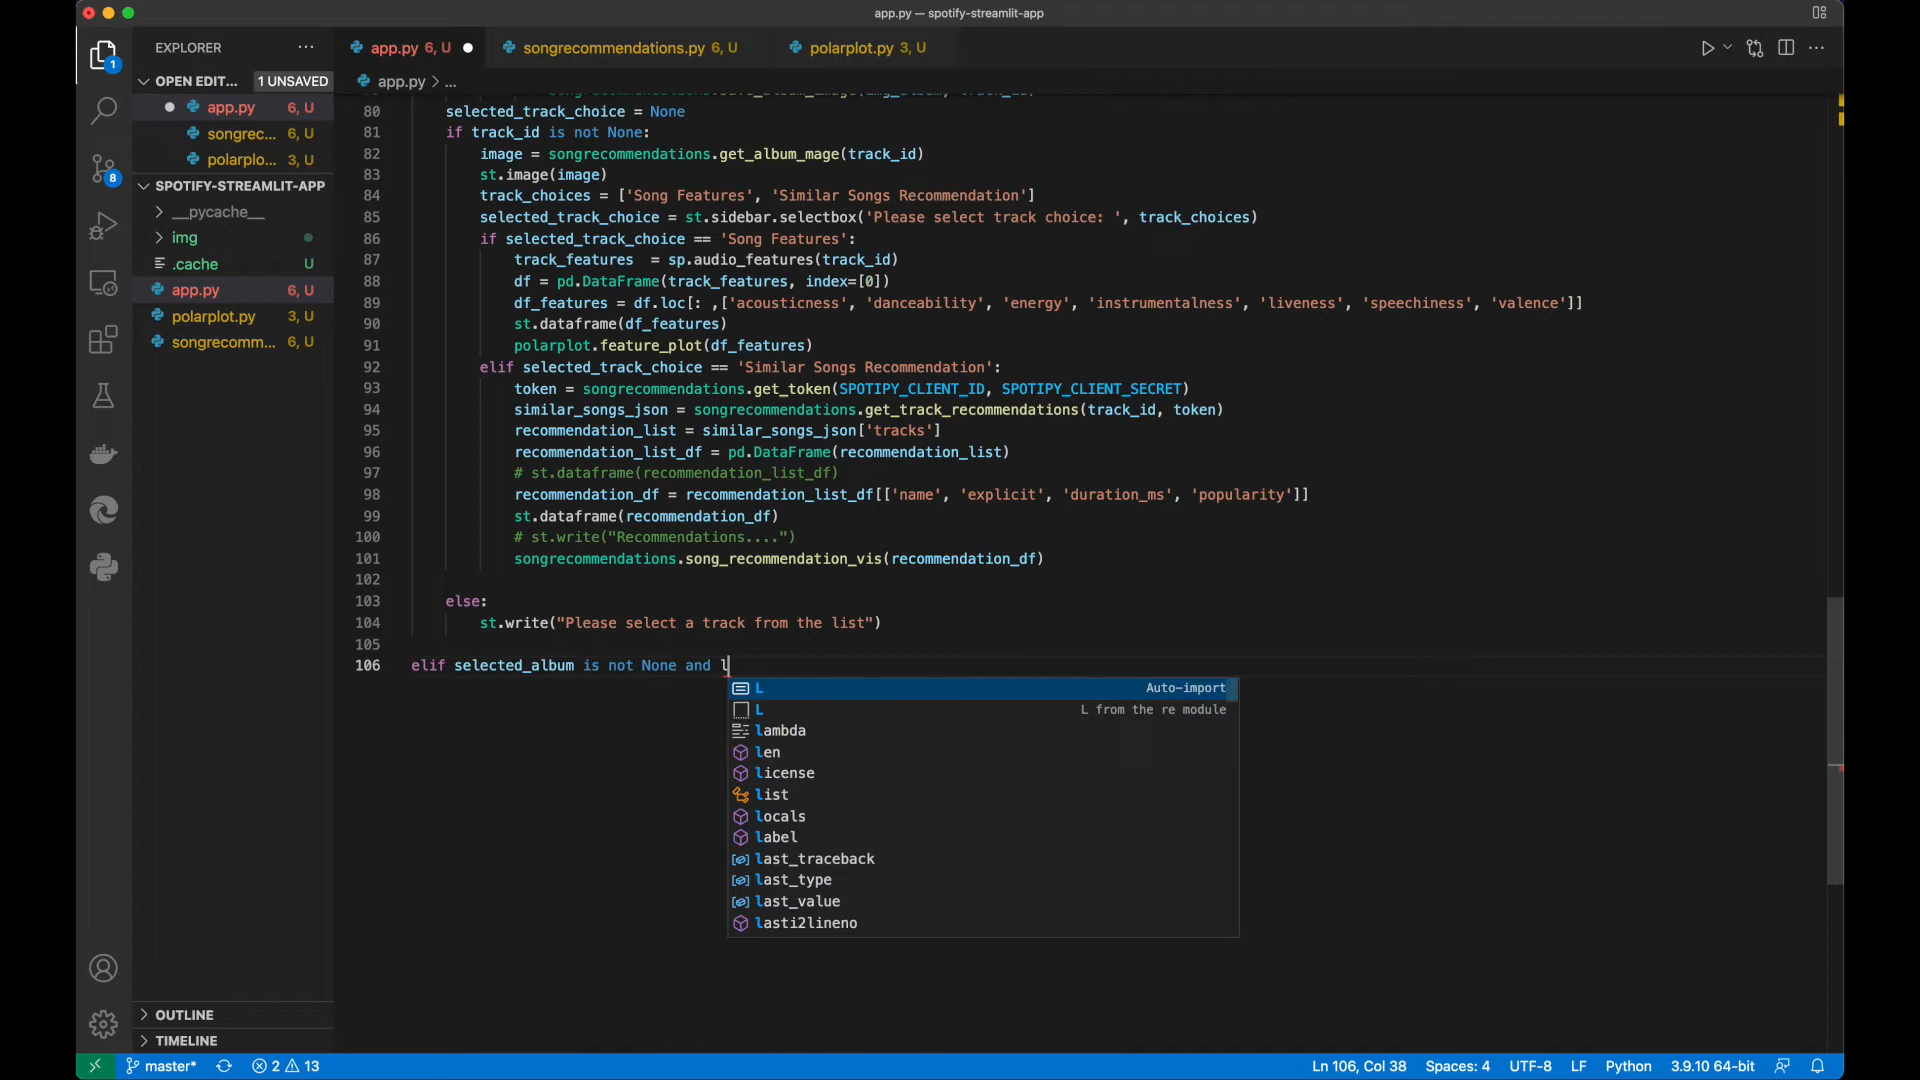 app.py — spotify-streamlit-app
EXPLORER
app.py 6, U
songrecommendations.py 6, U
polarplot.py 3, U
OPEN EDIT... 1 UNSAVED
app.py > ...
app.py 6, U
songrec... 6, U
polarplo... 3, U
SPOTIFY-STREAMLIT-APP
__pycache__
img
.cache U
app.py 6, U
polarplot.py 3, U
songrecomm... 6, U
OUTLINE
TIMELINE
1
8
80 selected_track_choice = None
81 if track_id is not None:
82 image = songrecommendations.get_album_mage(track_id)
83 st.image(image)
84 track_choices = ['Song Features', 'Similar Songs Recommendation']
85 selected_track_choice = st.sidebar.selectbox('Please select track choice: ', track_choices)
86 if selected_track_choice == 'Song Features':
87 track_features  = sp.audio_features(track_id)
88 df = pd.DataFrame(track_features, index=[0])
89 df_features = df.loc[: ,['acousticness', 'danceability', 'energy', 'instrumentalness', 'liveness', 'speechiness', 'valence']]
90 st.dataframe(df_features)
91 polarplot.feature_plot(df_features)
92 elif selected_track_choice == 'Similar Songs Recommendation':
93 token = songrecommendations.get_token(SPOTIPY_CLIENT_ID, SPOTIPY_CLIENT_SECRET)
94 similar_songs_json = songrecommendations.get_track_recommendations(track_id, token)
95 recommendation_list = similar_songs_json['tracks']
96 recommendation_list_df = pd.DataFrame(recommendation_list)
97 # st.dataframe(recommendation_list_df)
98 recommendation_df = recommendation_list_df[['name', 'explicit', 'duration_ms', 'popularity']]
99 st.dataframe(recommendation_df)
100 # st.write("Recommendations....")
101 songrecommendations.song_recommendation_vis(recommendation_df)
102
103 else:
104 st.write("Please select a track from the list")
105
106 elif selected_album is not None and l
L Auto-import
L L from the re module
lambda
len
license
list
locals
label
last_traceback
last_type
last_value
lasti2lineno
master* 2 13
Ln 106, Col 38 Spaces: 4 UTF-8 LF Python 3.9.10 64-bit